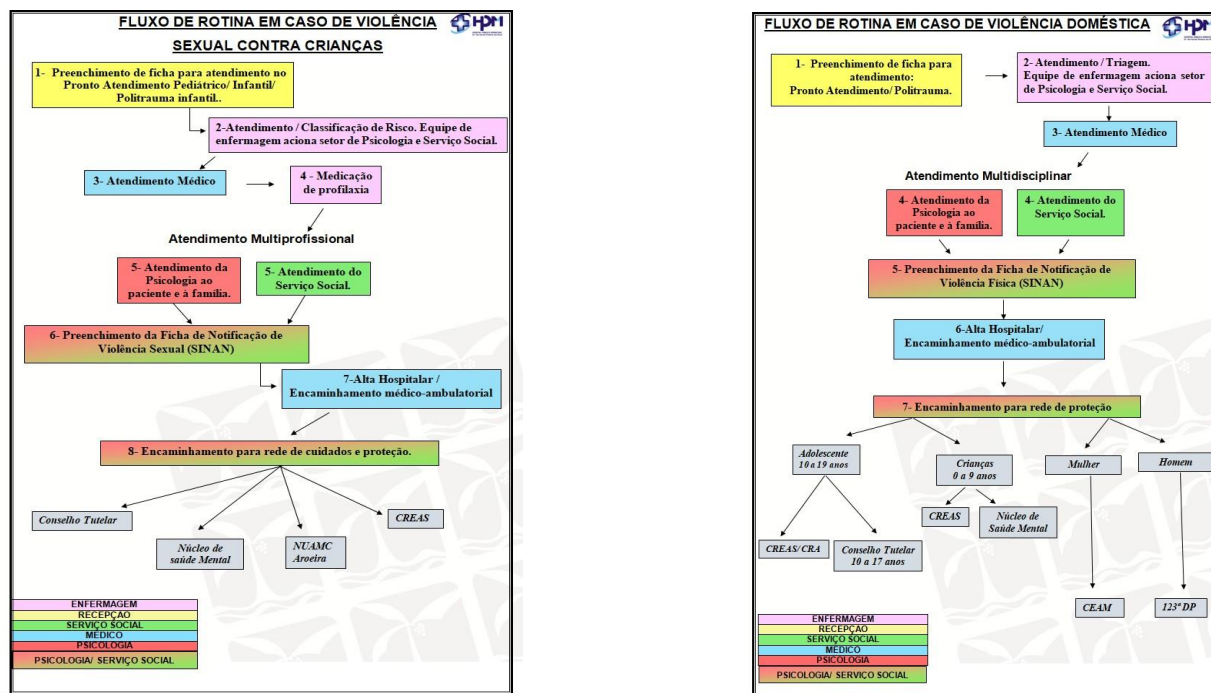 FLUXO DE ROTINA EM CASO DE VIOLÊNCIA
HPM
SEXUAL CONTRA CRIANÇAS
1- Preenchimento de ficha para atendimento no
Pronto Atendimento Pediátrico/ Infantil/
Politrauma infantil..
2-Atendimento / Classificação de Risco. Equipe de
enfermagem aciona setor de Psicologia e Serviço Social.
3- Atendimento Médico
4 - Medicação
de profilaxia
Atendimento Multiprofissional
5- Atendimento da
Psicologia ao
paciente e à família.
5- Atendimento do
Serviço Social.
6- Preenchimento da Ficha de Notificação de
Violência Sexual (SINAN)
7-Alta Hospitalar /
Encaminhamento médico-ambulatorial
8- Encaminhamento para rede de cuidados e proteção.
Conselho Tutelar
Núcleo de
saúde Mental
NUAMC
Aroeira
CREAS
ENFERMAGEM
RECEPÇÃO
SERVIÇO SOCIAL
MÉDICO
PSICOLOGIA
PSICOLOGIA/ SERVIÇO SOCIAL
FLUXO DE ROTINA EM CASO DE VIOLÊNCIA DOMÉSTICA
HPM
1- Preenchimento de ficha para
atendimento:
Pronto Atendimento/ Politrauma.
2- Atendimento / Triagem.
Equipe de enfermagem aciona setor
de Psicologia e Serviço Social.
3- Atendimento Médico
Atendimento Multidisciplinar
4- Atendimento da
Psicologia ao
paciente e à família.
4- Atendimento do
Serviço Social.
5- Preenchimento da Ficha de Notificação de
Violência Física (SINAN)
6-Alta Hospitalar/
Encaminhamento médico-ambulatorial
7- Encaminhamento para rede de proteção
Adolescente
10 a 19 anos
Crianças
0 a 9 anos
Mulher
Homem
CREAS
Núcleo de
Saúde Mental
CREAS/ CRA
Conselho Tutelar
10 a 17 anos
CEAM
123ª DP
ENFERMAGEM
RECEPÇÃO
SERVIÇO SOCIAL
MÉDICO
PSICOLOGIA
PSICOLOGIA/ SERVIÇO SOCIAL